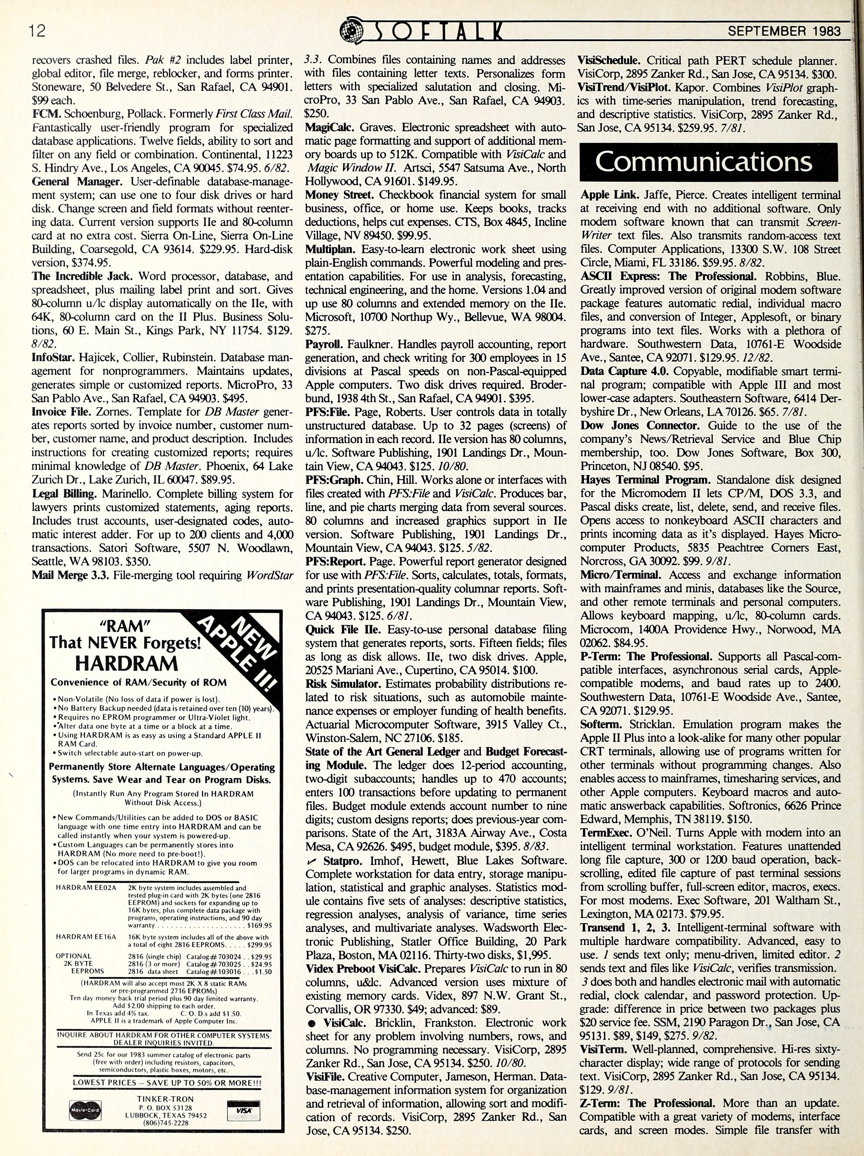 12
SOFTALK
SEPTEMBER 1983
recovers crashed files. Pak #2 includes label printer,
global editor, file merge, reblocker, and forms printer.
Stoneware, 50 Belvedere St., San Rafael, CA 94901.
$99 each.
FCM. Schoenburg, Pollack. Formerly First Class Mail.
Fantastically user-friendly program for specialized
database applications. Twelve fields, ability to sort and
filter on any field or combination. Continental, 11223
S. Hindry Ave., Los Angeles, CA 90045. $74.95. 6/82.
General Manager. User-definable database-manage-
ment system; can use one to four disk drives or hard
disk. Change screen and field formats without reenter-
ing data. Current version supports IIe and 80-column
card at no extra cost. Sierra On-Line, Sierra On-Line
Building, Coarsegold, CA 93614. $229.95. Hard-disk
version, $374.95.
The Incredible Jack. Word processor, database, and
spreadsheet, plus mailing label print and sort. Gives
80-column u/lc display automatically on the IIe, with
64K, 80-column card on the II Plus. Business Solu-
tions, 60 E. Main St., Kings Park, NY 11754. $129.
8/82.
InfoStar. Hajicek, Collier, Rubinstein. Database man-
agement for nonprogrammers. Maintains updates,
generates simple or customized reports. MicroPro, 33
San Pablo Ave., San Rafael, CA 94903. $495.
Invoice File. Zornes. Template for DB Master gener-
ates reports sorted by invoice number, customer num-
ber, customer name, and product description. Includes
instructions for creating customized reports; requires
minimal knowledge of DB Master. Phoenix, 64 Lake
Zurich Dr., Lake Zurich, IL 60047. $89.95.
Legal Billing. Marinello. Complete billing system for
lawyers prints customized statements, aging reports.
Includes trust accounts, user-designated codes, auto-
matic interest adder. For up to 200 clients and 4,000
transactions. Satori Software, 5507 N. Woodlawn,
Seattle, WA 98103. $350.
Mail Merge 3.3. File-merging tool requiring WordStar
"RAM"
That NEVER Forgets!
HARDRAM
NEW
APPLE II!
Convenience of RAM/Security of ROM
• Non-Volatile (No loss of data if power is lost).
• No Battery Backup needed (data is retained over ten (10) years).
• Requires no EPROM programmer or Ultra-Violet light.
• Alter data one byte at a time or a block at a time.
• Using HARDRAM is as easy as using a Standard APPLE II
RAM Card.
• Switch selectable auto-start on power-up.
Permanently Store Alternate Languages/Operating
Systems. Save Wear and Tear on Program Disks.
(Instantly Run Any Program Stored In HARDRAM
Without Disk Access.)
• New Commands/Utilities can be added to DOS or BASIC
language with one time entry into HARDRAM and can be
called instantly when your system is powered-up.
• Custom Languages can be permanently stores into
HARDRAM (No more need to pre-boot!).
• DOS can be relocated into HARDRAM to give you room
for larger programs in dynamic RAM.
HARDRAM EE02A 2K byte system includes assembled and
tested plug-in card with 2K bytes (one 2816
EEPROM) and sockets for expanding up to
16K bytes, plus complete data package with
programs, operating instructions, and 90 day
warranty . . . . . $169.95
HARDRAM EE16A 16K byte system includes all of the above with
a total of eight 2816 EEPROMS. . . . . $299.95
OPTIONAL 2816 (single chip) Catalog# 703024 . . $29.95
2K BYTE 2816 (3 or more) Catalog# 703025 . . $24.95
EEPROMS 2816 data sheet Catalog# 103016 . . $1.50
(HARDRAM will also accept most 2K X 8 static RAMs
or pre-programmed 2716 EPROMs)
Ten day money back trial period plus 90 day limited warranty.
Add $2.00 shipping to each order.
In Texas add 4% tax. C. O. D.s add $1.50.
APPLE II is a trademark of Apple Computer Inc.
INQUIRE ABOUT HARDRAM FOR OTHER COMPUTER SYSTEMS.
DEALER INQUIRIES INVITED.
Send 25¢ for our 1983 summer catalog of electronic parts
(free with order) including resistors, capacitors,
semiconductors, plastic boxes, motors, etc.
LOWEST PRICES – SAVE UP TO 50% OR MORE!!!
MasterCard
TINKER-TRON
P. O. BOX 53128
LUBBOCK, TEXAS 79452
(806)745-2228
VISA
3.3. Combines files containing names and addresses
with files containing letter texts. Personalizes form
letters with specialized salutation and closing. Mi-
croPro, 33 San Pablo Ave., San Rafael, CA 94903.
$250.
MagiCalc. Graves. Electronic spreadsheet with auto-
matic page formatting and support of additional mem-
ory boards up to 512K. Compatible with VisiCalc and
Magic Window II. Artsci, 5547 Satsuma Ave., North
Hollywood, CA 91601. $149.95.
Money Street. Checkbook financial system for small
business, office, or home use. Keeps books, tracks
deductions, helps cut expenses. CTS, Box 4845, Incline
Village, NV 89450. $99.95.
Multiplan. Easy-to-learn electronic work sheet using
plain-English commands. Powerful modeling and pres-
entation capabilities. For use in analysis, forecasting,
technical engineering, and the home. Versions 1.04 and
up use 80 columns and extended memory on the IIe.
Microsoft, 10700 Northup Wy., Bellevue, WA 98004.
$275.
Payroll. Faulkner. Handles payroll accounting, report
generation, and check writing for 300 employees in 15
divisions at Pascal speeds on non-Pascal-equipped
Apple computers. Two disk drives required. Broder-
bund, 1938 4th St., San Rafael, CA 94901. $395.
PFS:File. Page, Roberts. User controls data in totally
unstructured database. Up to 32 pages (screens) of
information in each record. IIe version has 80 columns,
u/lc. Software Publishing, 1901 Landings Dr., Moun-
tain View, CA 94043. $125. 10/80.
PFS:Graph. Chin, Hill. Works alone or interfaces with
files created with PFS:File and VisiCalc. Produces bar,
line, and pie charts merging data from several sources.
80 columns and increased graphics support in IIe
version. Software Publishing, 1901 Landings Dr.,
Mountain View, CA 94043. $125. 5/82.
PFS:Report. Page. Powerful report generator designed
for use with PFS:File. Sorts, calculates, totals, formats,
and prints presentation-quality columnar reports. Soft-
ware Publishing, 1901 Landings Dr., Mountain View,
CA 94043. $125. 6/81.
Quick File IIe. Easy-to-use personal database filing
system that generates reports, sorts. Fifteen fields; files
as long as disk allows. IIe, two disk drives. Apple,
20525 Mariani Ave., Cupertino, CA 95014. $100.
Risk Simulator. Estimates probability distributions re-
lated to risk situations, such as automobile mainte-
nance expenses or employer funding of health benefits.
Actuarial Microcomputer Software, 3915 Valley Ct.,
Winston-Salem, NC 27106. $185.
State of the Art General Ledger and Budget Forecast-
ing Module. The ledger does 12-period accounting,
two-digit subaccounts; handles up to 470 accounts;
enters 100 transactions before updating to permanent
files. Budget module extends account number to nine
digits; custom designs reports; does previous-year com-
parisons. State of the Art, 3183A Airway Ave., Costa
Mesa, CA 92626. $495, budget module, $395. 8/83.
✓ Statpro. Imhof, Hewett, Blue Lakes Software.
Complete workstation for data entry, storage manipu-
lation, statistical and graphic analyses. Statistics mod-
ule contains five sets of analyses: descriptive statistics,
regression analyses, analysis of variance, time series
analyses, and multivariate analyses. Wadsworth Elec-
tronic Publishing, Statler Office Building, 20 Park
Plaza, Boston, MA 02116. Thirty-two disks, $1,995.
Videx Preboot VisiCalc. Prepares VisiCalc to run in 80
columns, u&lc. Advanced version uses mixture of
existing memory cards. Videx, 897 N.W. Grant St.,
Corvallis, OR 97330. $49; advanced: $89.
● VisiCalc. Bricklin, Frankston. Electronic work
sheet for any problem involving numbers, rows, and
columns. No programming necessary. VisiCorp, 2895
Zanker Rd., San Jose, CA 95134. $250. 10/80.
VisiFile. Creative Computer, Jameson, Herman. Data-
base-management information system for organization
and retrieval of information, allowing sort and modifi-
cation of records. VisiCorp, 2895 Zanker Rd., San
Jose, CA 95134. $250.
VisiSchedule. Critical path PERT schedule planner.
VisiCorp, 2895 Zanker Rd., San Jose, CA 95134. $300.
VisiTrend/VisiPlot. Kapor. Combines VisiPlot graph-
ics with time-series manipulation, trend forecasting,
and descriptive statistics. VisiCorp, 2895 Zanker Rd.,
San Jose, CA 95134. $259.95. 7/81.
Communications
Apple Link. Jaffe, Pierce. Creates intelligent terminal
at receiving end with no additional software. Only
modem software known that can transmit Screen-
Writer text files. Also transmits random-access text
files. Computer Applications, 13300 S.W. 108 Street
Circle, Miami, FL 33186. $59.95. 8/82.
ASCII Express: The Professional. Robbins, Blue.
Greatly improved version of original modem software
package features automatic redial, individual macro
files, and conversion of Integer, Applesoft, or binary
programs into text files. Works with a plethora of
hardware. Southwestern Data, 10761-E Woodside
Ave., Santee, CA 92071. $129.95. 12/82.
Data Capture 4.0. Copyable, modifiable smart termi-
nal program; compatible with Apple III and most
lower-case adapters. Southeastern Software, 6414 Der-
byshire Dr., New Orleans, LA 70126. $65. 7/81.
Dow Jones Connector. Guide to the use of the
company's News/Retrieval Service and Blue Chip
membership, too. Dow Jones Software, Box 300,
Princeton, NJ 08540. $95.
Hayes Terminal Program. Standalone disk designed
for the Micromodem II lets CP/M, DOS 3.3, and
Pascal disks create, list, delete, send, and receive files.
Opens access to nonkeyboard ASCII characters and
prints incoming data as it's displayed. Hayes Micro-
computer Products, 5835 Peachtree Corners East,
Norcross, GA 30092. $99. 9/81.
Micro/Terminal. Access and exchange information
with mainframes and minis, databases like the Source,
and other remote terminals and personal computers.
Allows keyboard mapping, u/lc, 80-column cards.
Microcom, 1400A Providence Hwy., Norwood, MA
02062. $84.95.
P-Term: The Professional. Supports all Pascal-com-
patible interfaces, asynchronous serial cards, Apple-
compatible modems, and baud rates up to 2400.
Southwestern Data, 10761-E Woodside Ave., Santee,
CA 92071. $129.95.
Softerm. Stricklan. Emulation program makes the
Apple II Plus into a look-alike for many other popular
CRT terminals, allowing use of programs written for
other terminals without programming changes. Also
enables access to mainframes, timesharing services, and
other Apple computers. Keyboard macros and auto-
matic answerback capabilities. Softronics, 6626 Prince
Edward, Memphis, TN 38119. $150.
TermExec. O'Neil. Turns Apple with modem into an
intelligent terminal workstation. Features unattended
long file capture, 300 or 1200 baud operation, back-
scrolling, edited file capture of past terminal sessions
from scrolling buffer, full-screen editor, macros, execs.
For most modems. Exec Software, 201 Waltham St.,
Lexington, MA 02173. $79.95.
Transend 1, 2, 3. Intelligent-terminal software with
multiple hardware compatibility. Advanced, easy to
use. 1 sends text only; menu-driven, limited editor. 2
sends text and files like VisiCalc, verifies transmission.
3 does both and handles electronic mail with automatic
redial, clock calendar, and password protection. Up-
grade: difference in price between two packages plus
$20 service fee. SSM, 2190 Paragon Dr., San Jose, CA
95131. $89, $149, $275. 9/82.
VisiTerm. Well-planned, comprehensive. Hi-res sixty-
character display; wide range of protocols for sending
text. VisiCorp, 2895 Zanker Rd., San Jose, CA 95134.
$129. 9/81.
Z-Term: The Professional. More than an update.
Compatible with a great variety of modems, interface
cards, and screen modes. Simple file transfer with